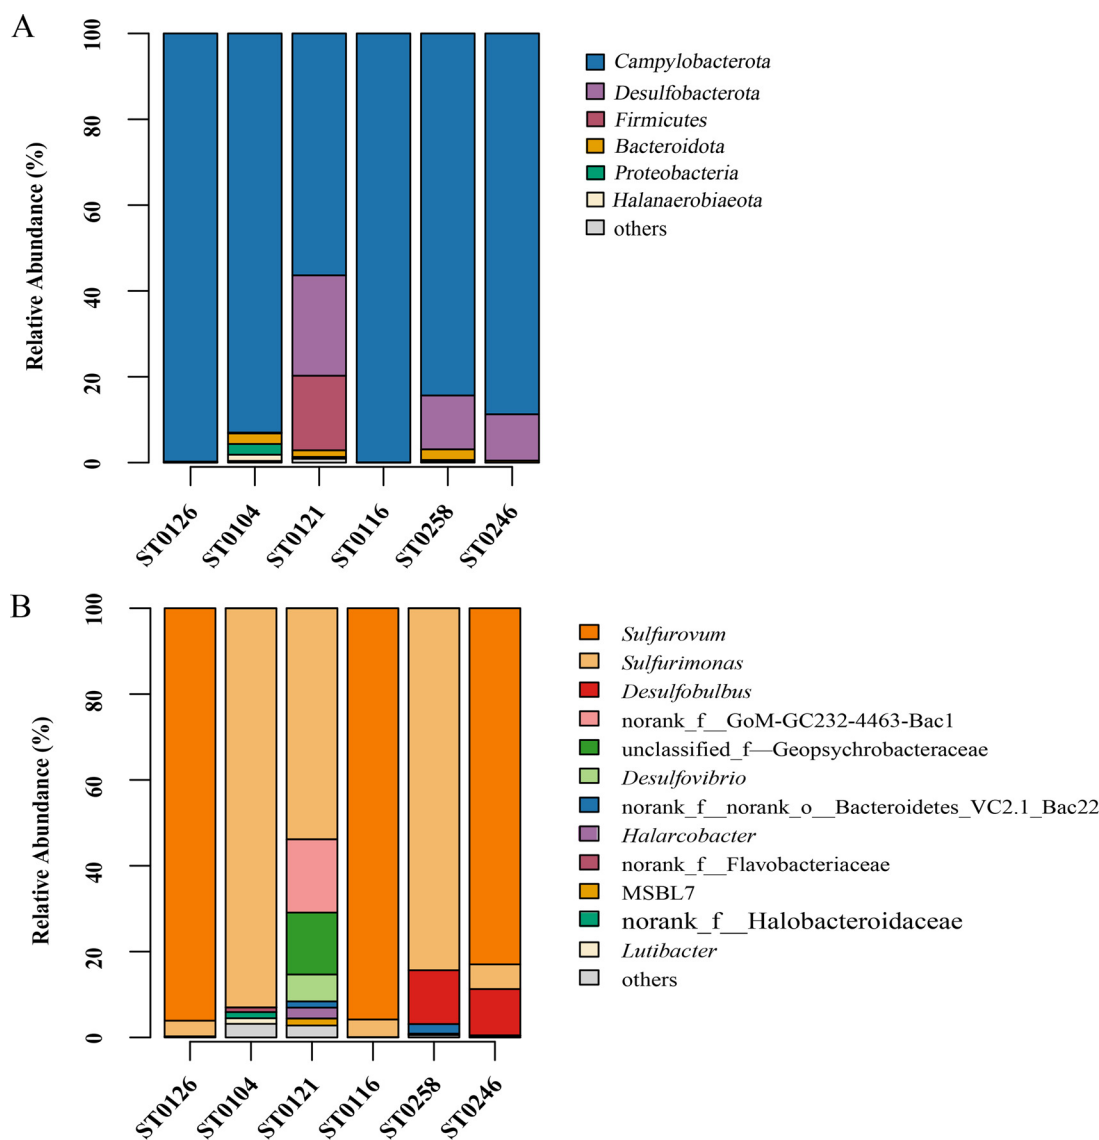 A
Relative Abundance (%)
100
80
60
40
20
0
ST0126
ST0104
ST0121
ST0116
ST0258
ST0246
Campylobacterota
Desulfobacterota
Firmicutes
Bacteroidota
Proteobacteria
Halanaerobiaeota
others
B
Relative Abundance (%)
100
80
60
40
20
0
ST0126
ST0104
ST0121
ST0116
ST0258
ST0246
Sulfurovum
Sulfurimonas
Desulfobulbus
norank_f__GoM-GC232-4463-Bac1
unclassified_f—Geopsychrobacteraceae
Desulfovibrio
norank_f__norank_o__Bacteroidetes_VC2.1_Bac22
Halarcobacter
norank_f__Flavobacteriaceae
MSBL7
norank_f__Halobacteroidaceae
Lutibacter
others